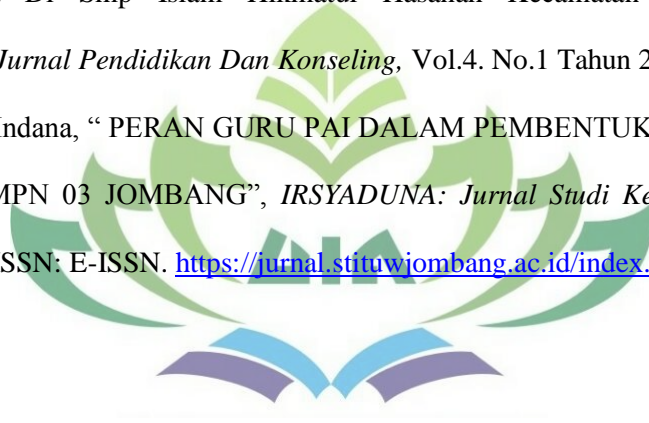 Di Smp Islam Hikmatul Hasanah Kecamatan
Jurnal Pendidikan Dan Konseling, Vol.4. No.1 Tahun 2
Indana, “ PERAN GURU PAI DALAM PEMBENTUK
MPN 03 JOMBANG”, IRSYADUNA: Jurnal Studi Ke
SSN: E-ISSN. https://jurnal.stituwjombang.ac.id/index.